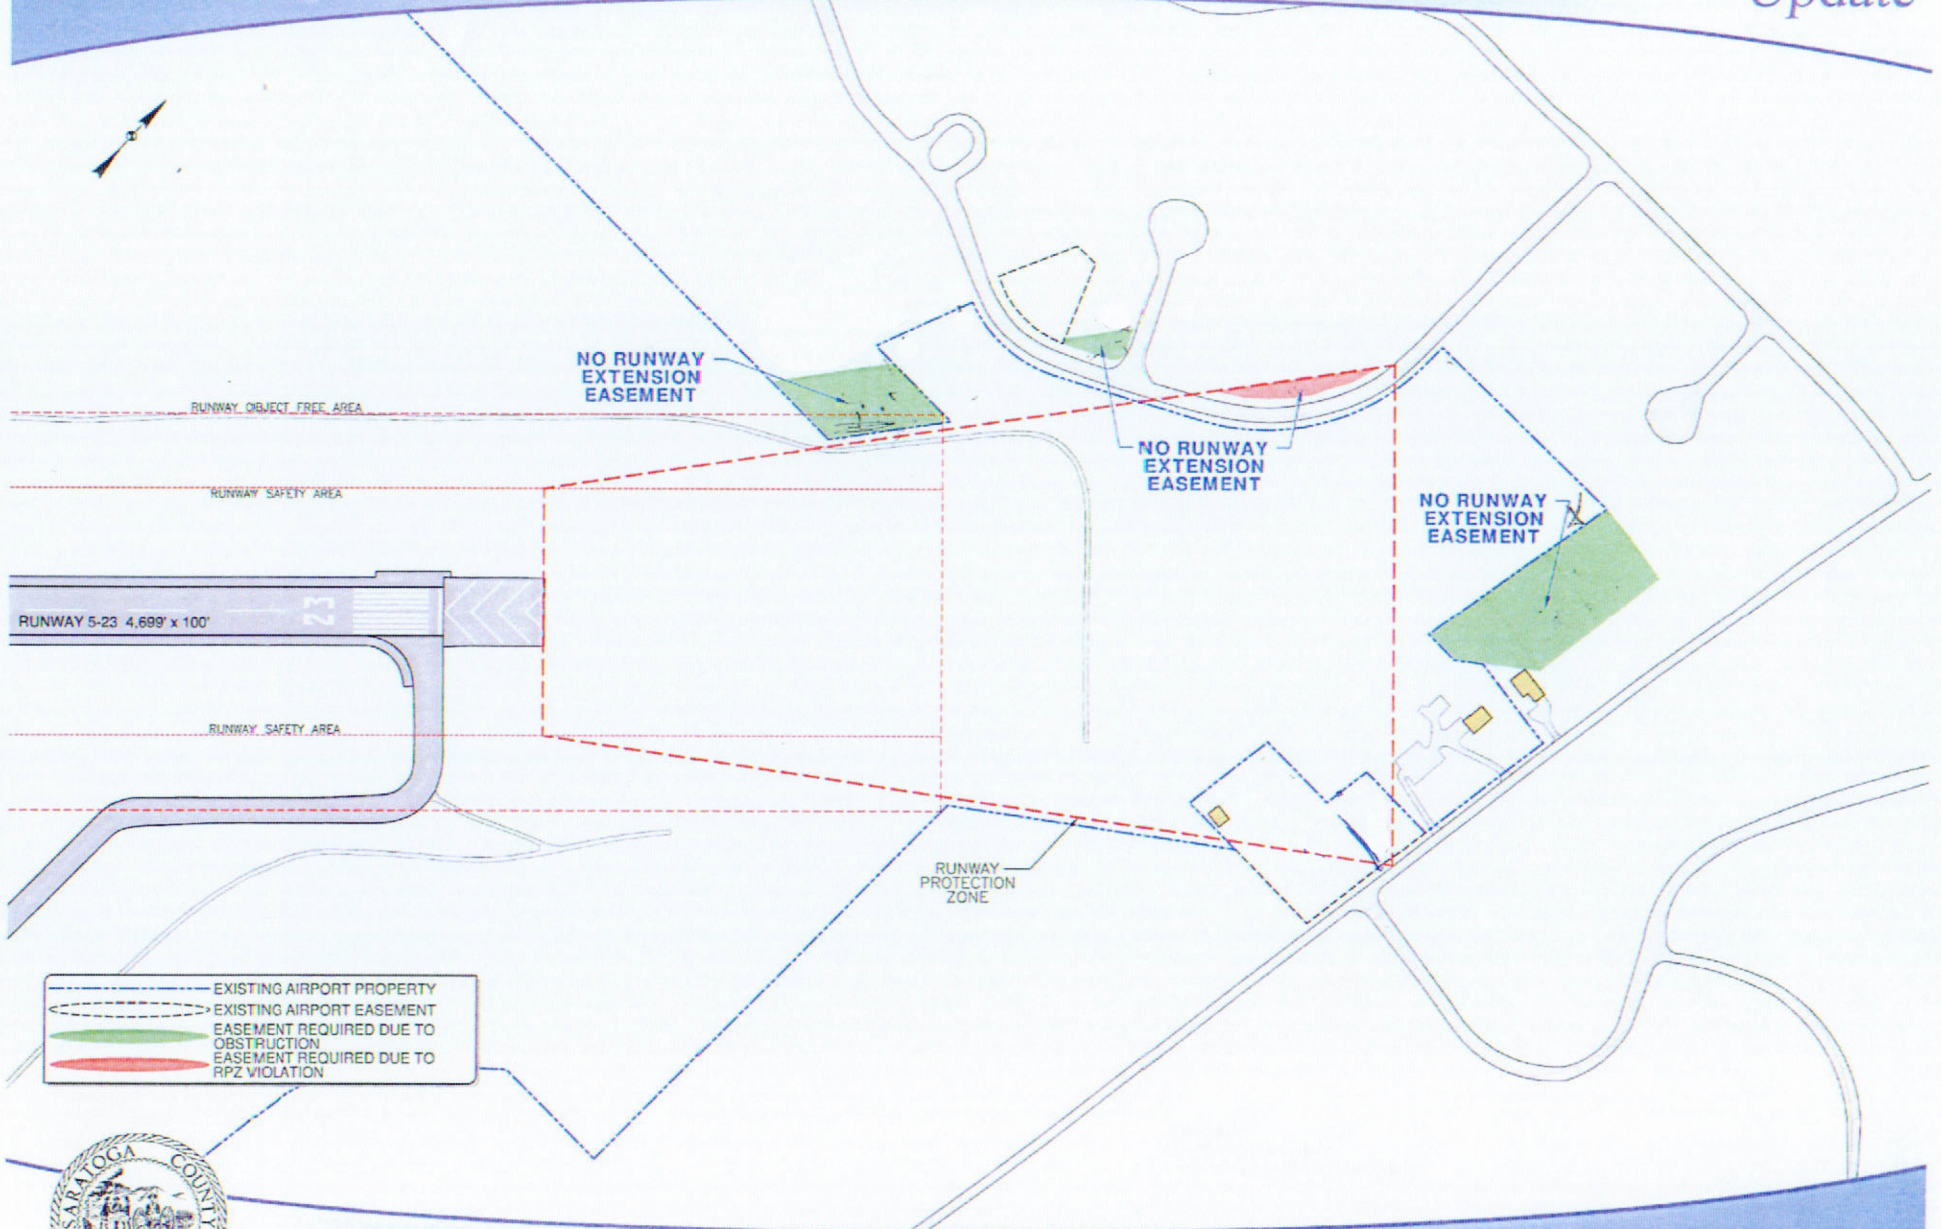 Update
NO RUNWAY
EXTENSION
EASEMENT
RUNWAY OBJECT FREE AREA
NO RUNWAY
EXTENSION
EASEMENT
RUNWAY SAFETY AREA
NO RUNWAY
EXTENSION
EASEMENT
23
RUNWAY 5-23 4,699' x 100'
RUNWAY SAFETY AREA
RUNWAY
PROTECTION
ZONE
EXISTING AIRPORT PROPERTY
EXISTING AIRPORT EASEMENT
EASEMENT REQUIRED DUE TO
OBSTRUCTION
EASEMENT REQUIRED DUE TO
RPZ VIOLATION
SARATOGA COUNTY